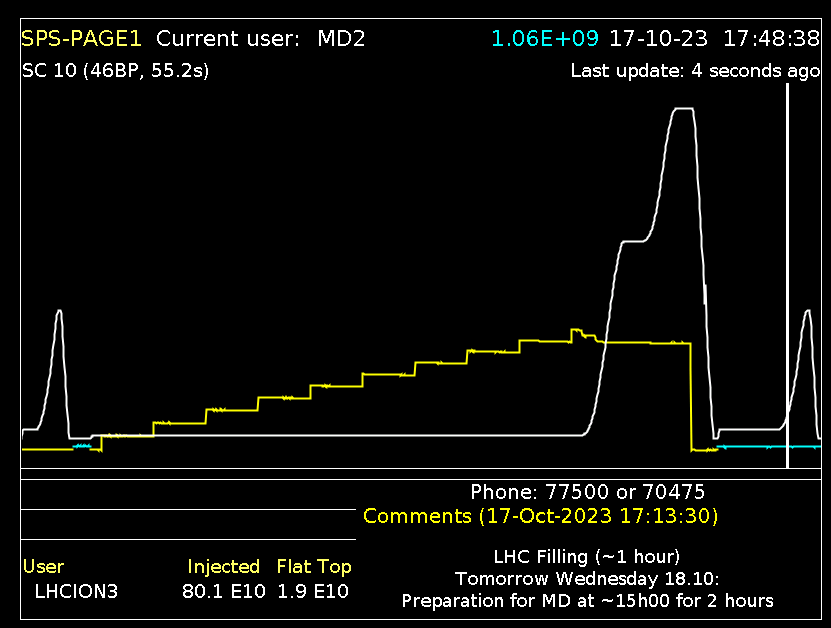 SPS-PAGE1 Current user: MD2 1.06E+09 17-10-23 17:48:38
SC 10 (46BP, 55.2s) Last update: 4 seconds ago
Phone: 77500 or 70475
Comments (17-Oct-2023 17:13:30)
LHC Filling (~1 hour)
Tomorrow Wednesday 18.10:
Preparation for MD at ~15h00 for 2 hours
User Injected Flat Top
LHCION3 80.1 E10 1.9 E10